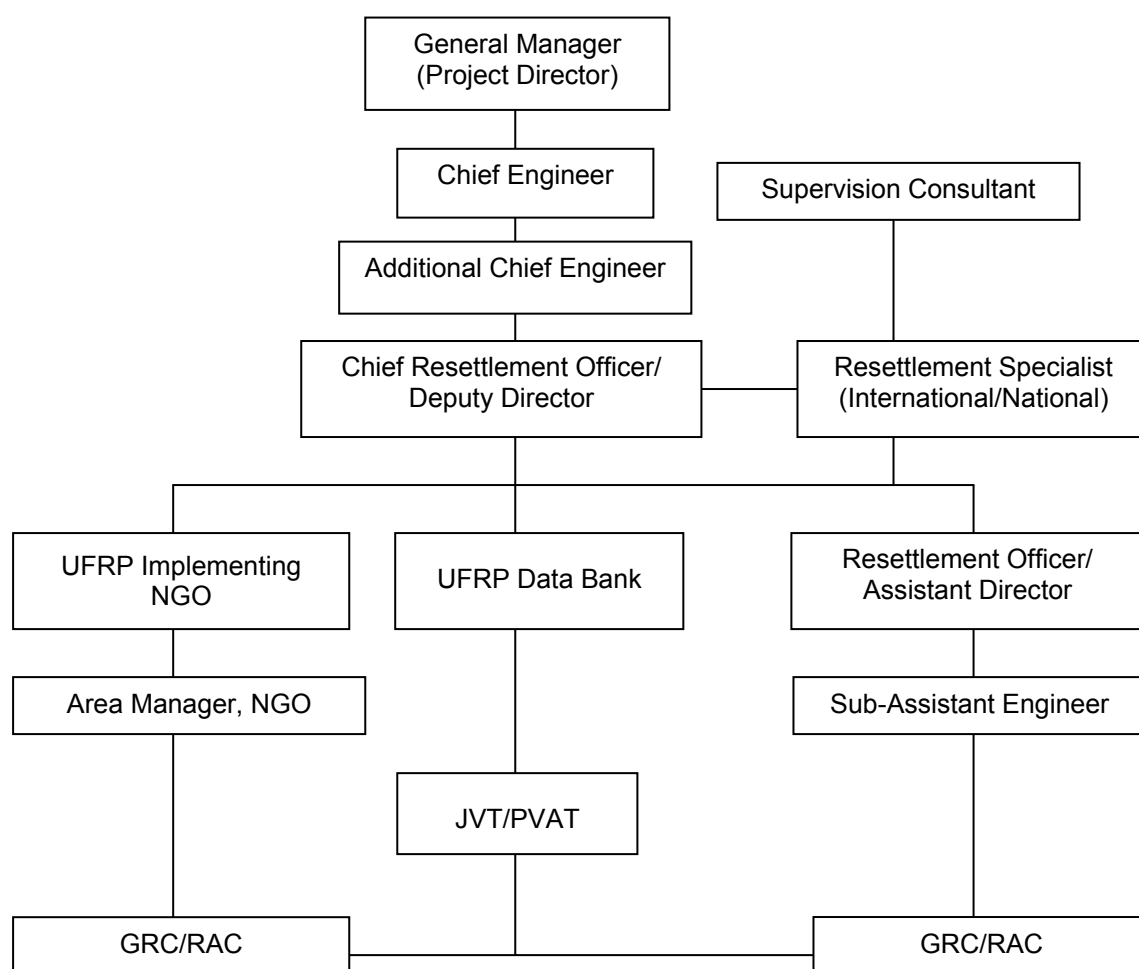 General Manager
(Project Director)
Chief Engineer
Supervision Consultant
Additional Chief Engineer
Chief Resettlement Officer/
Deputy Director
Resettlement Specialist
(International/National)
UFRP Implementing
NGO
UFRP Data Bank
Resettlement Officer/
Assistant Director
Area Manager, NGO
Sub-Assistant Engineer
JVT/PVAT
GRC/RAC
GRC/RAC